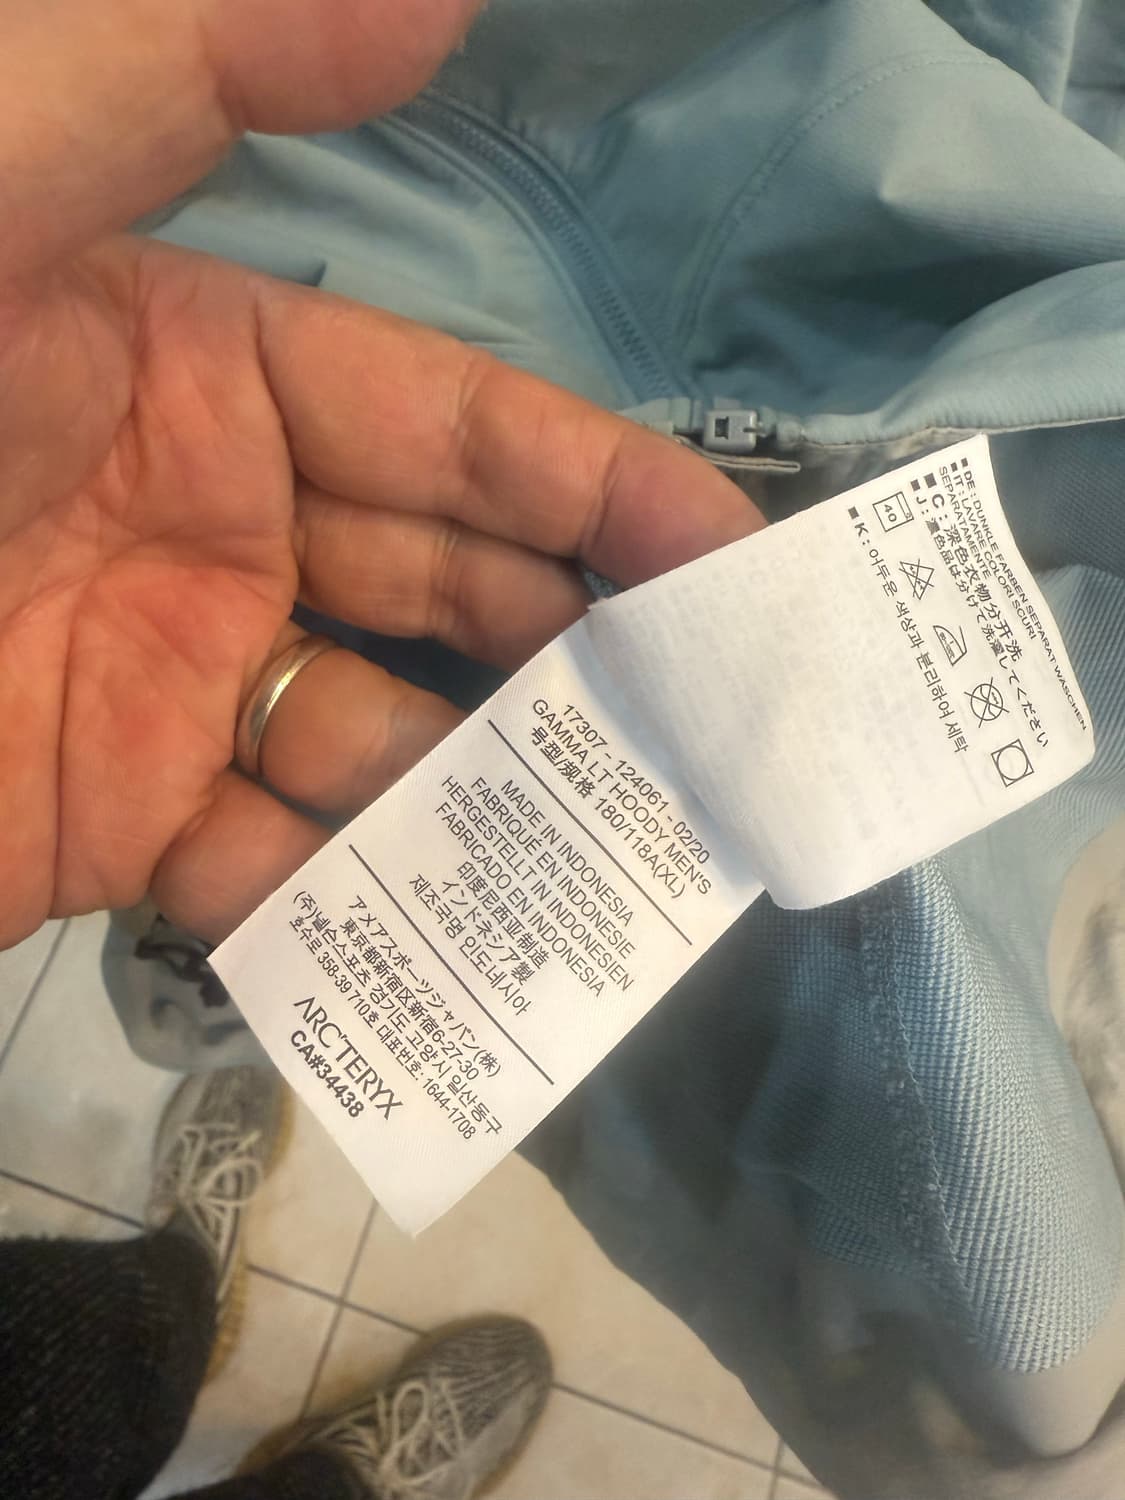 ■ DE : DUNKLE FARBEN SEPARAT WASCHEN
■ IT : LAVARE COLORI SCURI
SEPARATAMENTE
■ C : 深色衣物分开洗
■ J : 濃色品は分けて洗濯してください
40
■ K : 어두운 색상과 분리하여 세탁
17307 - 124061 - 02/20
GAMMA LT HOODY MEN'S
号型/规格 180/118A(XL)
MADE IN INDONESIA
FABRIQUÉ EN INDONESIE
HERGESTELLT IN INDONESIEN
FABRICADO EN INDONESIA
印度尼西亚制造
インドネシア製
제조국명 인도네시아
アメアスポーツジャパン(株)
東京都新宿区新宿6-27-30
(주)넬슨스포츠 경기도 고양시 일산동구
호수로 358-39 710호 대표번호: 1644-1708
ARC'TERYX
CA#34438